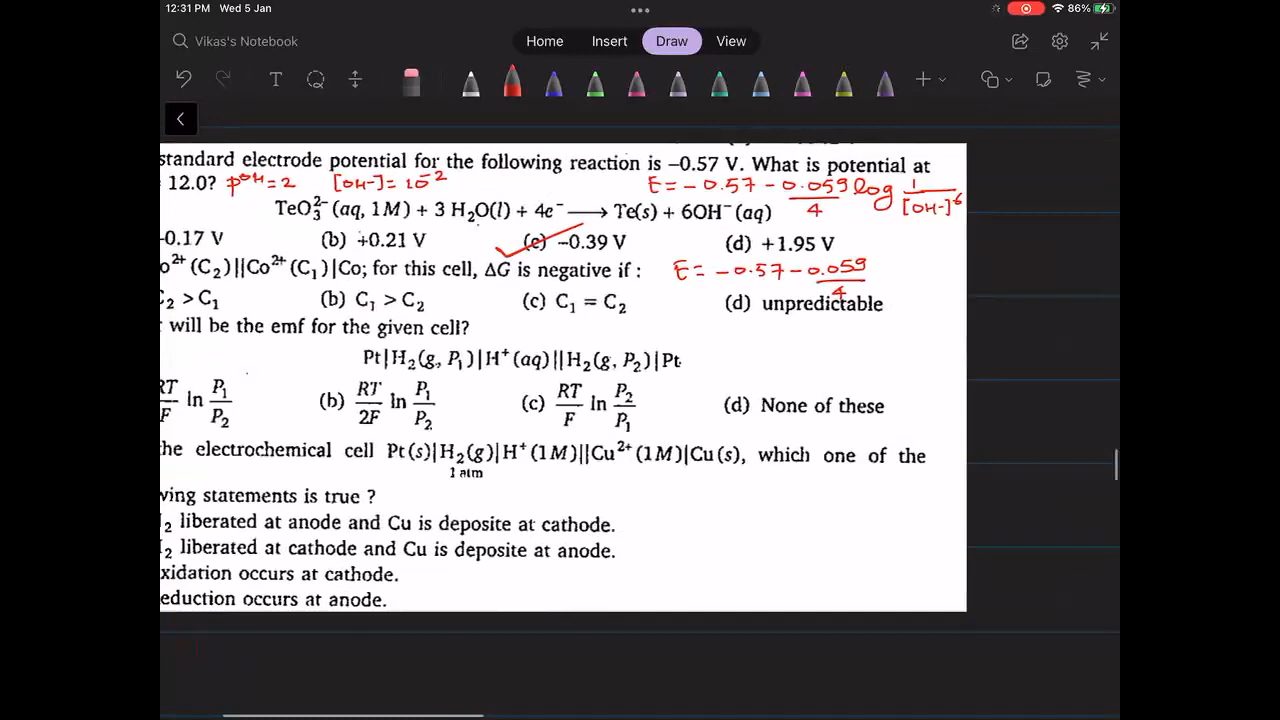 12:31 PM Wed 5 Jan
86%
Vikas's Notebook
Home Insert Draw View
standard electrode potential for the following reaction is –0.57 V. What is potential at
12.0? pOH = 2 [OH-] = 10^-2 E = -0.57 - 0.059/4 log 1/[OH-]^6
TeO₃²⁻(aq, 1M) + 3 H₂O(l) + 4e⁻ ⟶ Te(s) + 6OH⁻(aq)
-0.17 V (b) +0.21 V (c) –0.39 V (d) +1.95 V
o²⁺(C₂)||Co²⁺(C₁)|Co; for this cell, ΔG is negative if : E = -0.57 - 0.059/4
C₂ > C₁ (b) C₁ > C₂ (c) C₁ = C₂ (d) unpredictable
will be the emf for the given cell?
Pt|H₂(g, P₁)|H⁺(aq)||H₂(g, P₂)|Pt
RT/F ln P₁/P₂ (b) RT/2F ln P₁/P₂ (c) RT/F ln P₂/P₁ (d) None of these
he electrochemical cell Pt(s)|H₂(g)|H⁺(1M)||Cu²⁺(1M)|Cu(s), which one of the
1 atm
wing statements is true ?
H₂ liberated at anode and Cu is deposite at cathode.
H₂ liberated at cathode and Cu is deposite at anode.
xidation occurs at cathode.
eduction occurs at anode.